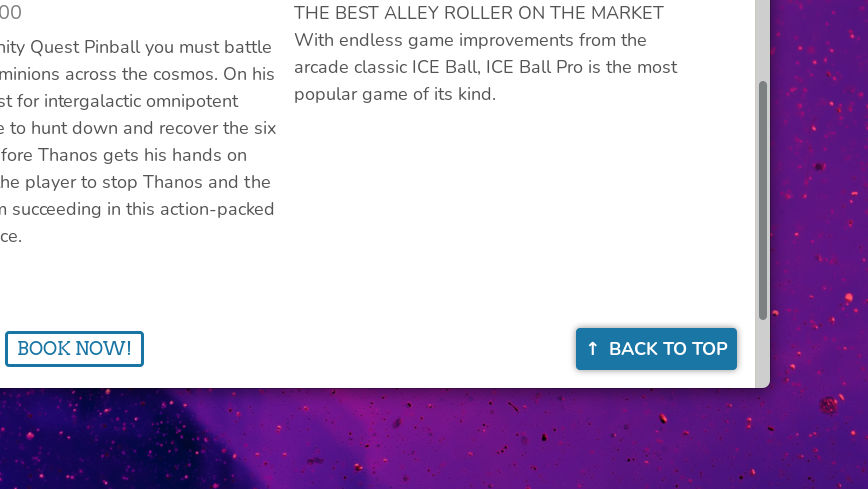 00
nity Quest Pinball you must battle
minions across the cosmos. On his
st for intergalactic omnipotent
e to hunt down and recover the six
fore Thanos gets his hands on
he player to stop Thanos and the
m succeeding in this action-packed
ce.
THE BEST ALLEY ROLLER ON THE MARKET
With endless game improvements from the
arcade classic ICE Ball, ICE Ball Pro is the most
popular game of its kind.
BOOK NOW!
↑ BACK TO TOP